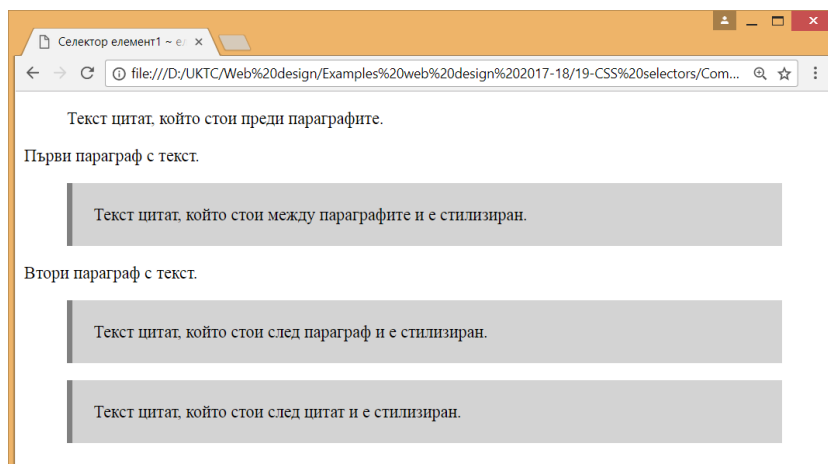 Селектор елемент1 ~ ел
file:///D:/UKTC/Web%20design/Examples%20web%20design%202017-18/19-CSS%20selectors/Com...
Текст цитат, който стои преди параграфите.
Първи параграф с текст.
Текст цитат, който стои между параграфите и е стилизиран.
Втори параграф с текст.
Текст цитат, който стои след параграф и е стилизиран.
Текст цитат, който стои след цитат и е стилизиран.